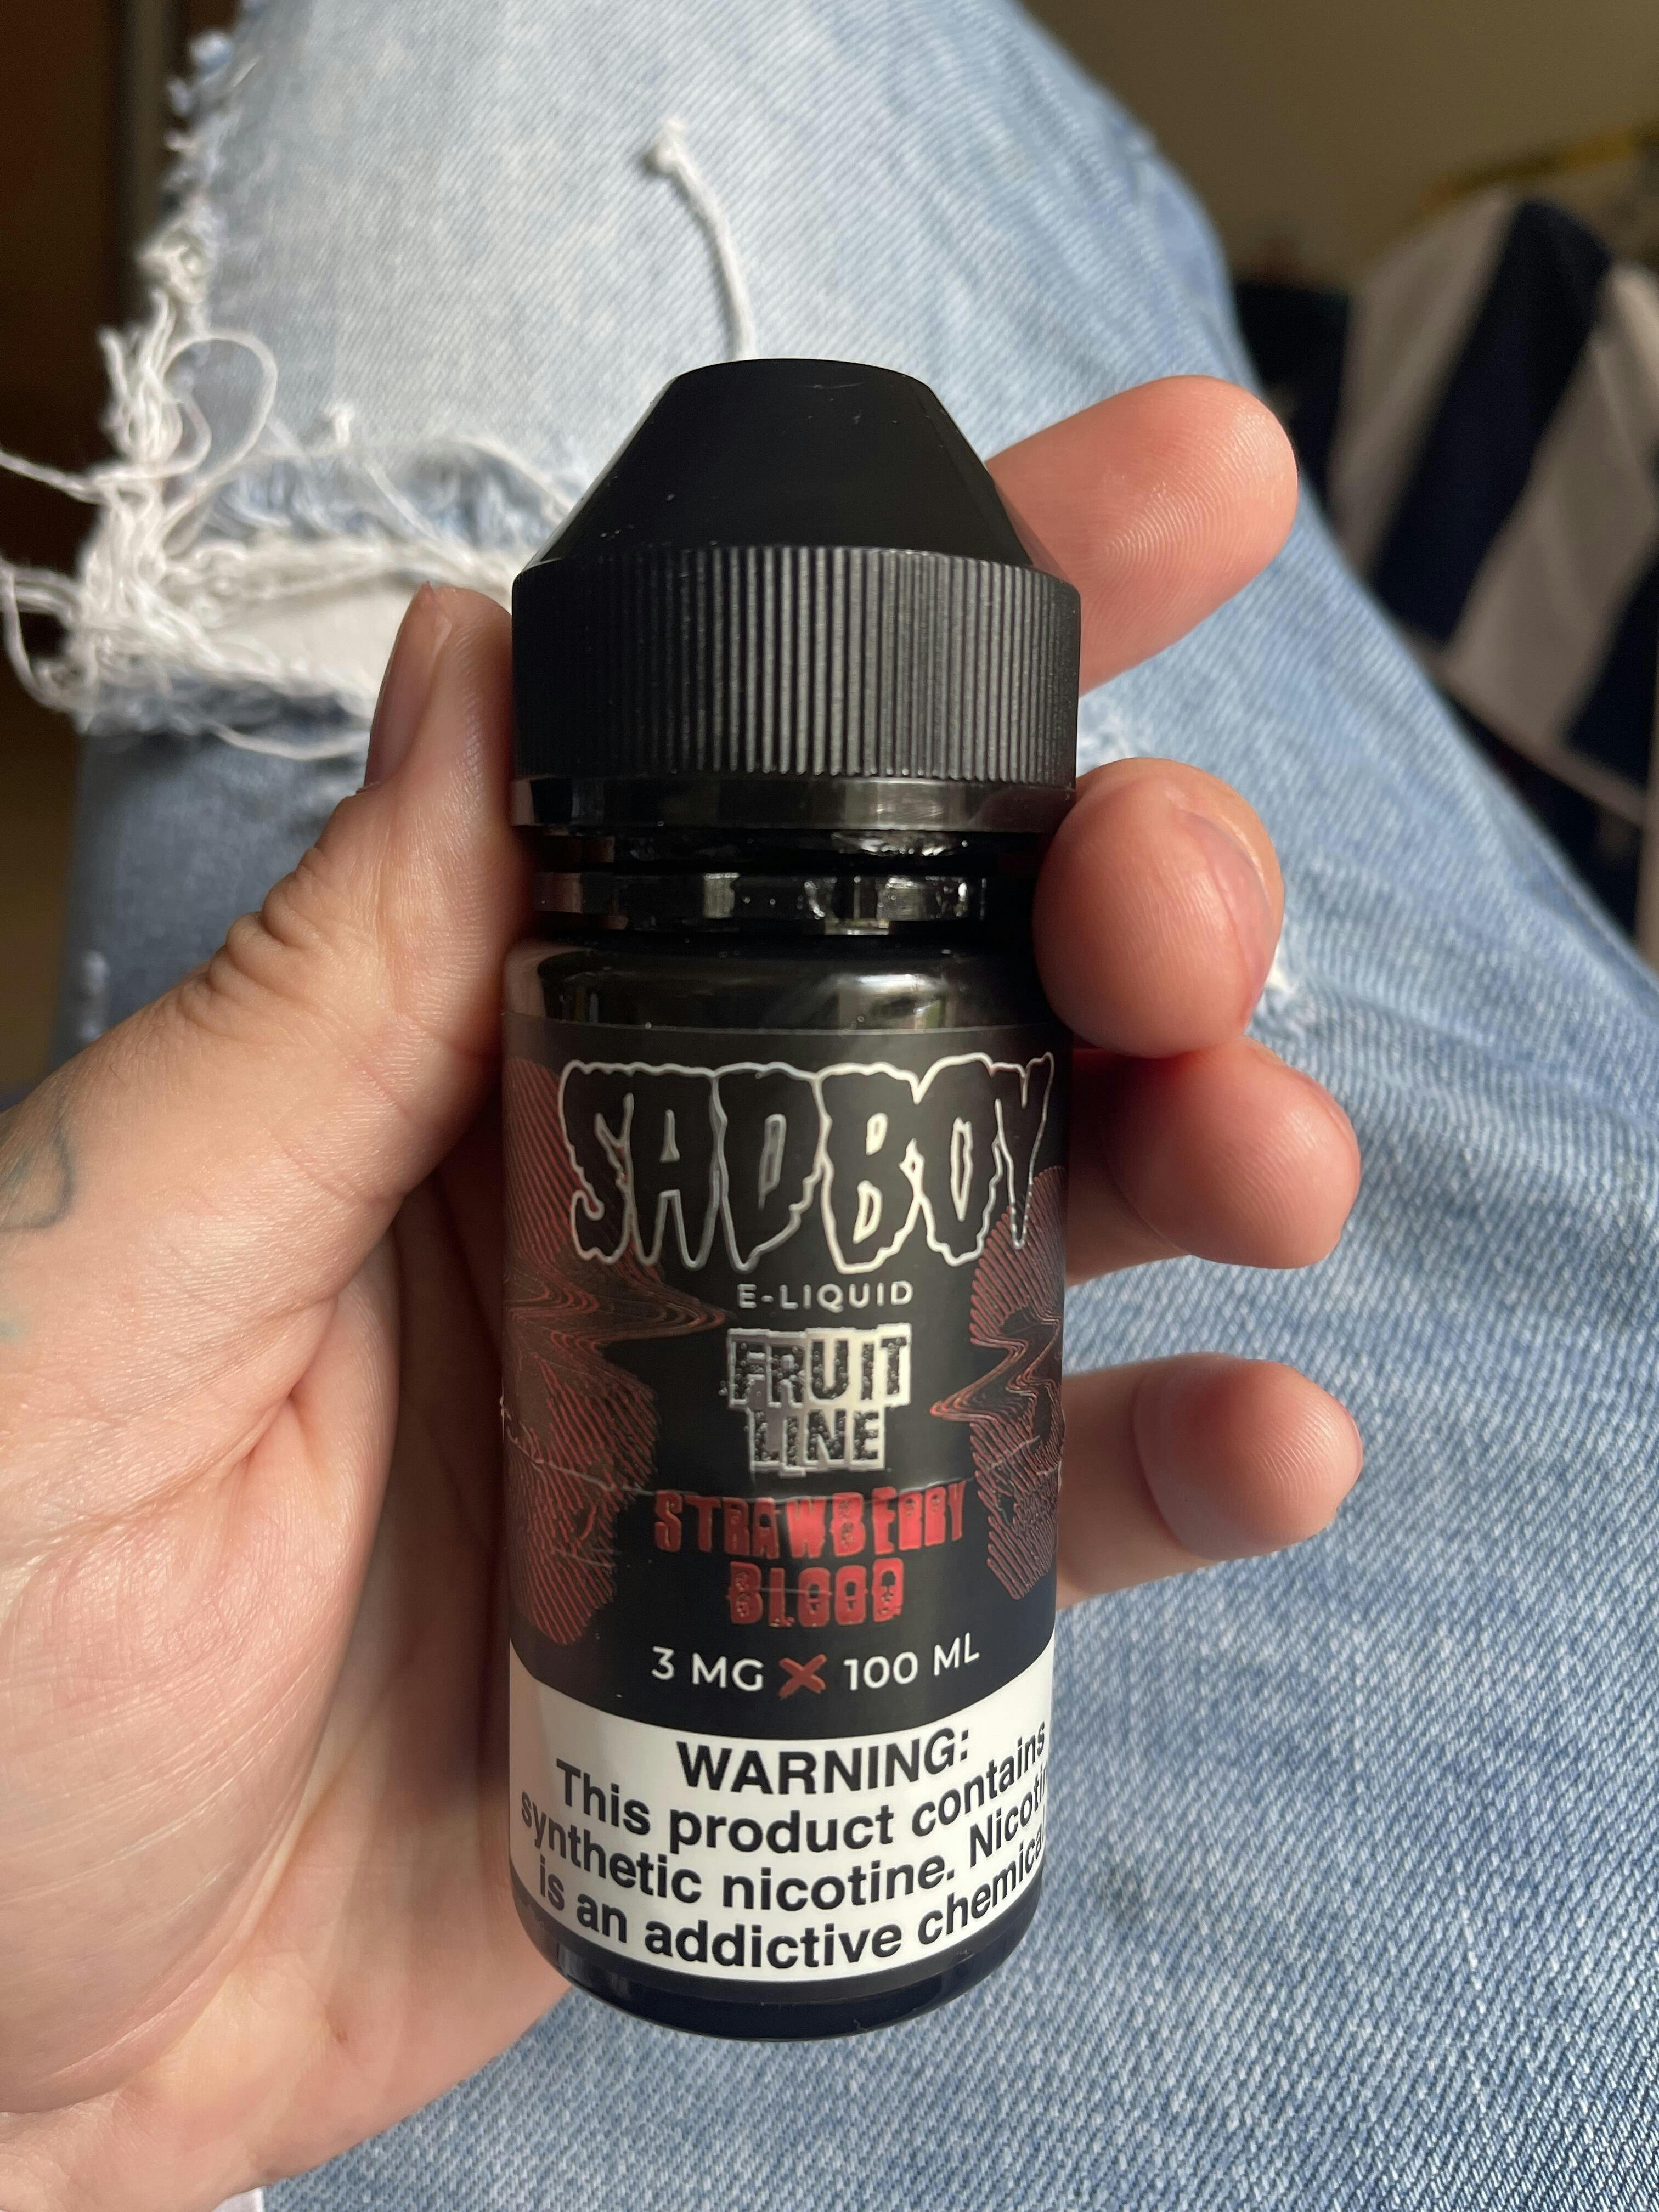 SADBOY
E-LIQUID
FRUIT
LINE
STRAWBERRY
BLOOD
3 MG X 100 ML
WARNING:
This product contains
synthetic nicotine.
is an addictive